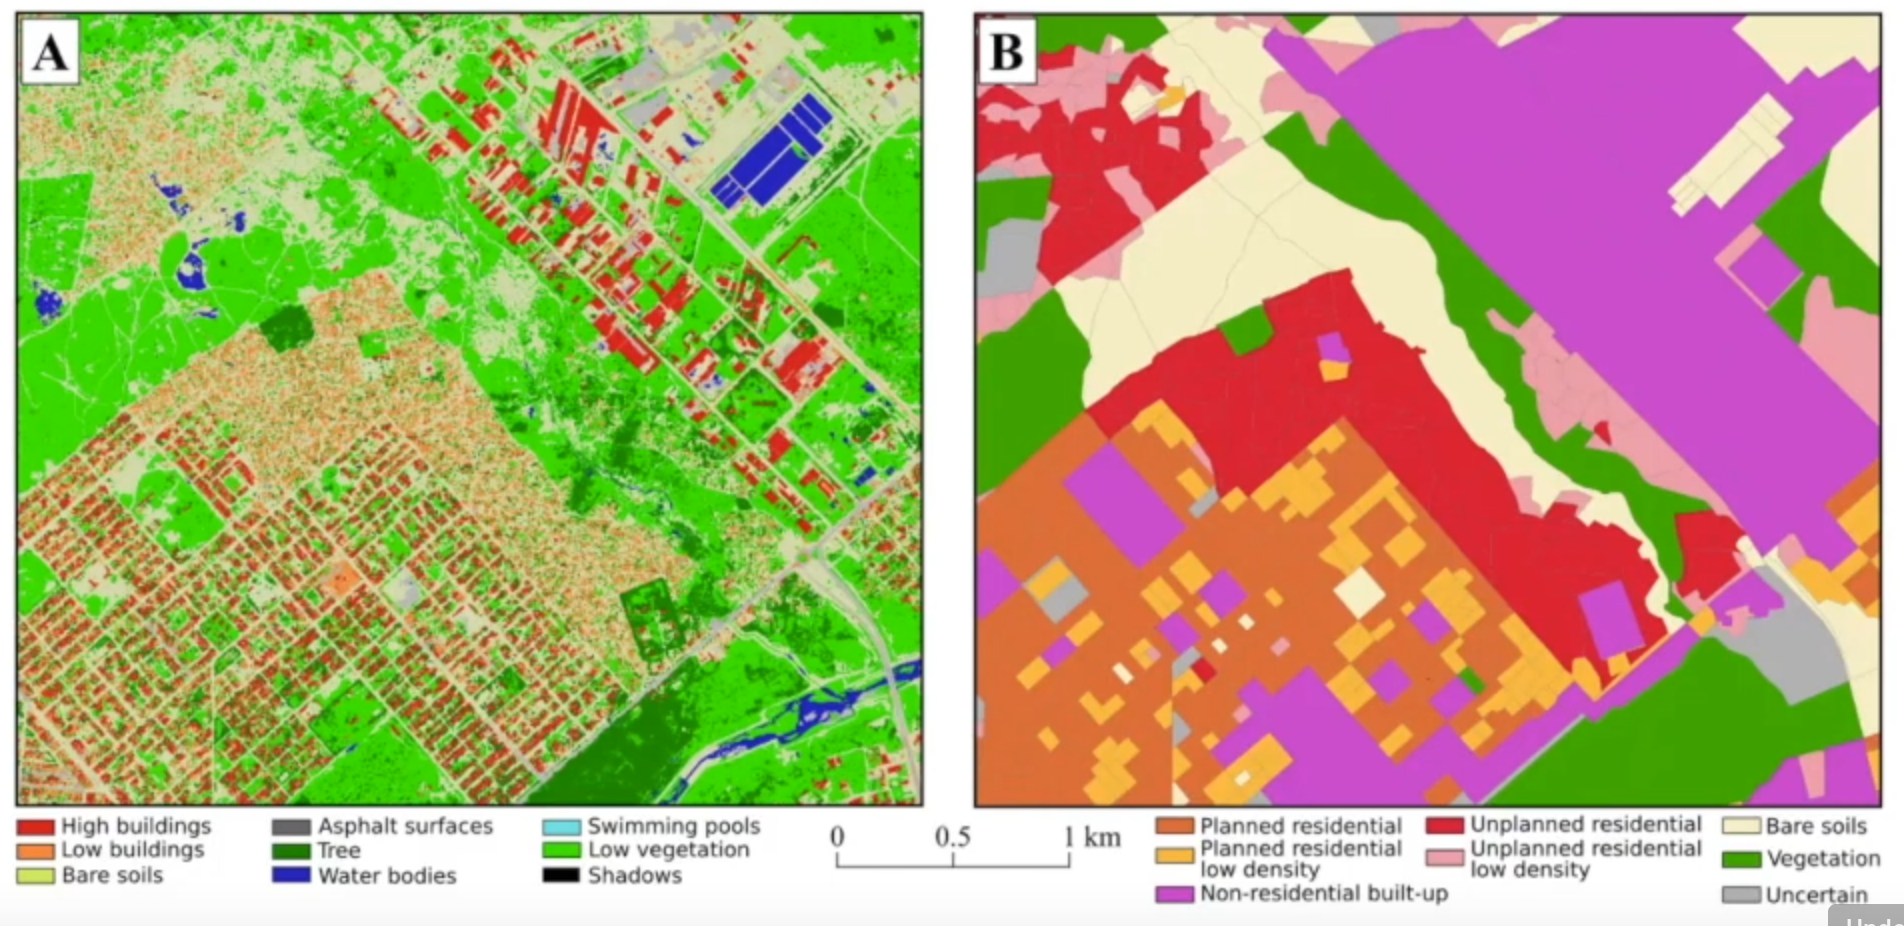 A
B
High buildings
Low buildings
Bare soils
Asphalt surfaces
Tree
Water bodies
Swimming pools
Low vegetation
Shadows
0 0.5 1 km
Planned residential
Planned residential
low density
Non-residential built-up
Unplanned residential
Unplanned residential
low density
Bare soils
Vegetation
Uncertain